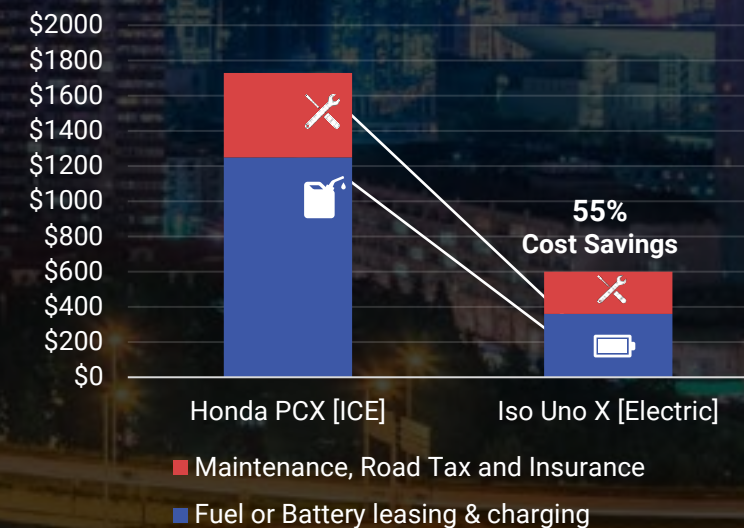 $2000
$1800
$1600
$1400
$1200
$1000
$800
$600
$400
$200
$0
55%
Cost Savings
Honda PCX [ICE]
Iso Uno X [Electric]
Maintenance, Road Tax and Insurance
Fuel or Battery leasing & charging